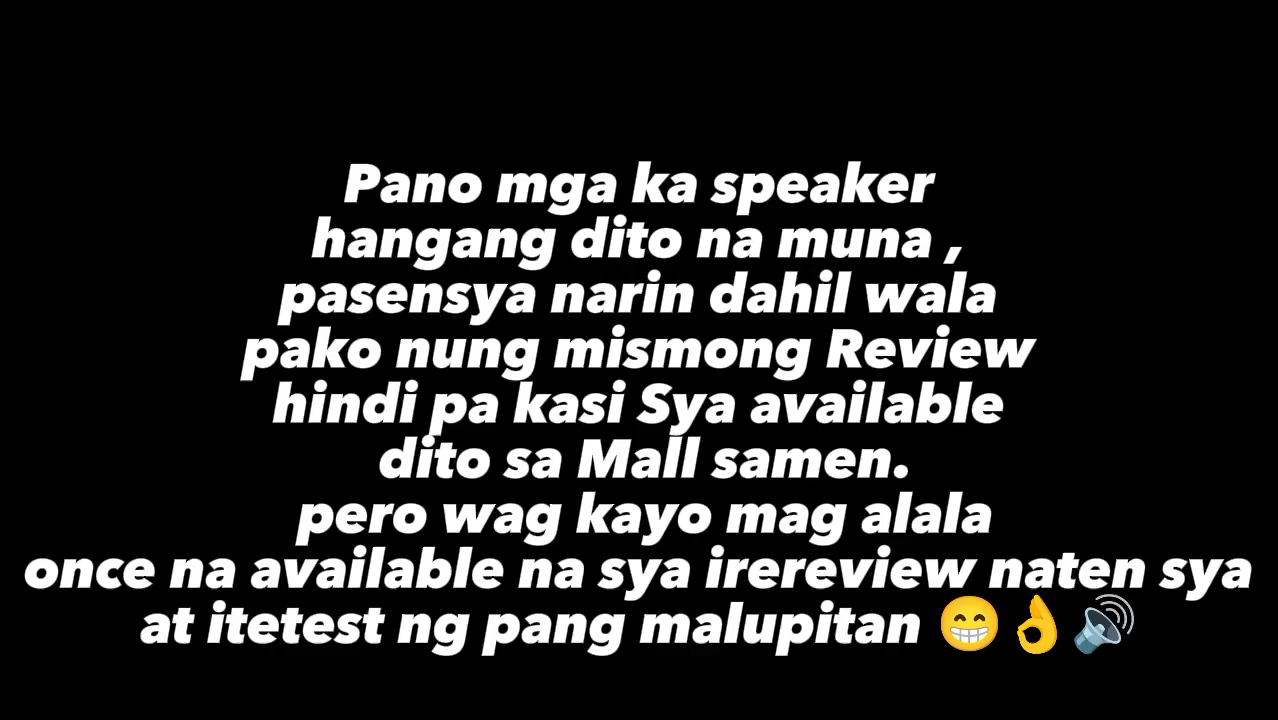 Pano mga ka speaker
hangang dito na muna ,
pasensya narin dahil wala
pako nung mismong Review
hindi pa kasi Sya available
dito sa Mall samen.
pero wag kayo mag alala
once na available na sya irereview naten sya
at itetest ng pang malupitan 😁👌🔊